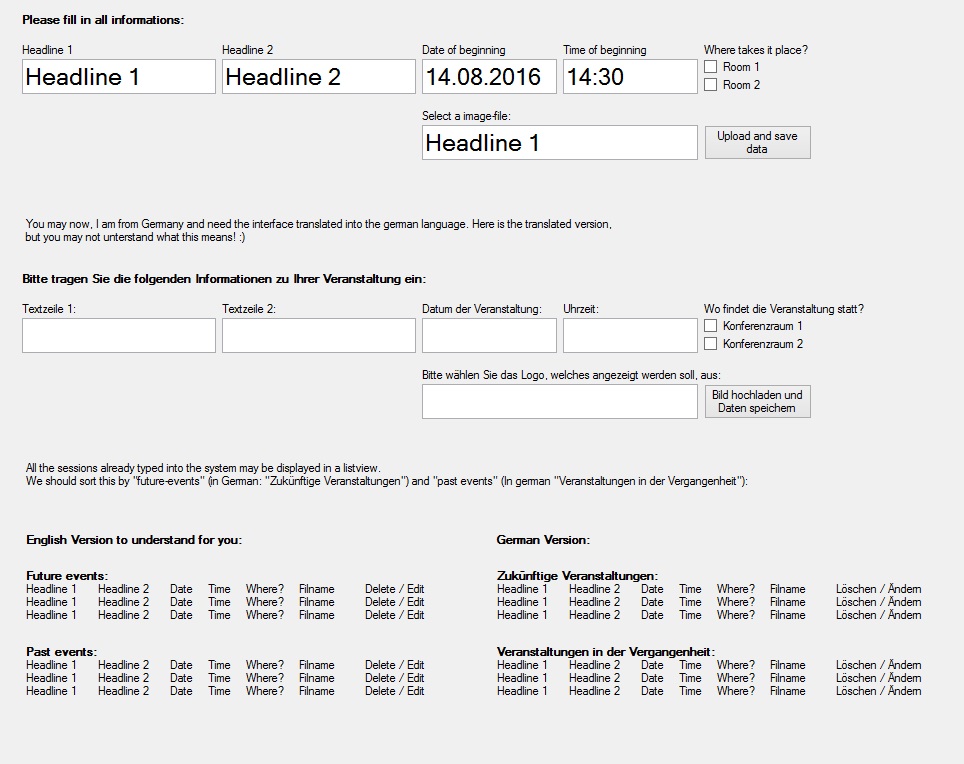 Please fill in all informations:
Headline 1 Headline 2 Date of beginning Time of beginning Where takes it place?
Headline 1 Headline 2 14.08.2016 14:30 Room 1
Room 2
Select a image-file:
Headline 1 Upload and save
data
You may now, I am from Germany and need the interface translated into the german language. Here is the translated version,
but you may not unterstand what this means! :)
Bitte tragen Sie die folgenden Informationen zu Ihrer Veranstaltung ein:
Textzeile 1: Textzeile 2: Datum der Veranstaltung: Uhrzeit: Wo findet die Veranstaltung statt?
Konferenzraum 1
Konferenzraum 2
Bitte wählen Sie das Logo, welches angezeigt werden soll, aus:
Bild hochladen und
Daten speichern
All the sessions already typed into the system may be displayed in a listview.
We should sort this by "future-events" (in German: "Zukünftige Veranstaltungen") and "past events" (In german "Veranstaltungen in der Vergangenheit"):
English Version to understand for you: German Version:
Future events: Zukünftige Veranstaltungen:
Headline 1 Headline 2 Date Time Where? Filname Delete / Edit Headline 1 Headline 2 Date Time Where? Filname Löschen / Ändern
Headline 1 Headline 2 Date Time Where? Filname Delete / Edit Headline 1 Headline 2 Date Time Where? Filname Löschen / Ändern
Headline 1 Headline 2 Date Time Where? Filname Delete / Edit Headline 1 Headline 2 Date Time Where? Filname Löschen / Ändern
Past events: Veranstaltungen in der Vergangenheit:
Headline 1 Headline 2 Date Time Where? Filname Delete / Edit Headline 1 Headline 2 Date Time Where? Filname Löschen / Ändern
Headline 1 Headline 2 Date Time Where? Filname Delete / Edit Headline 1 Headline 2 Date Time Where? Filname Löschen / Ändern
Headline 1 Headline 2 Date Time Where? Filname Delete / Edit Headline 1 Headline 2 Date Time Where? Filname Löschen / Ändern